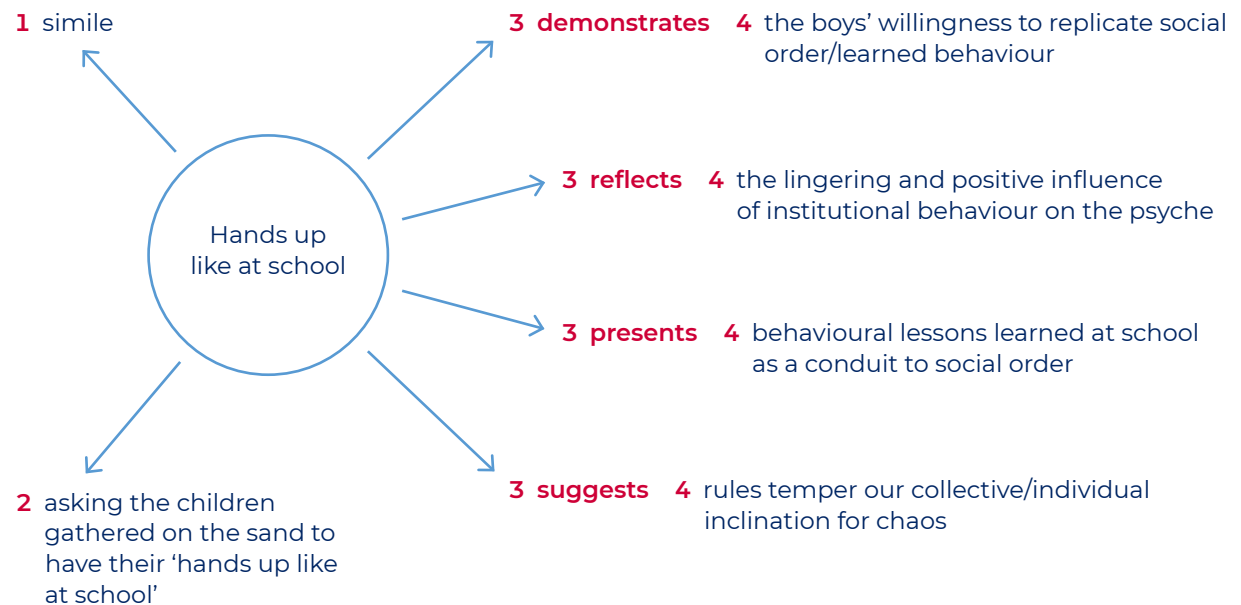 1 simile
3 demonstrates 4 the boys’ willingness to replicate social
order/learned behaviour
3 reflects 4 the lingering and positive influence
of institutional behaviour on the psyche
Hands up
like at school
3 presents 4 behavioural lessons learned at school
as a conduit to social order
3 suggests 4 rules temper our collective/individual
inclination for chaos
2 asking the children
gathered on the sand to
have their ‘hands up like
at school’